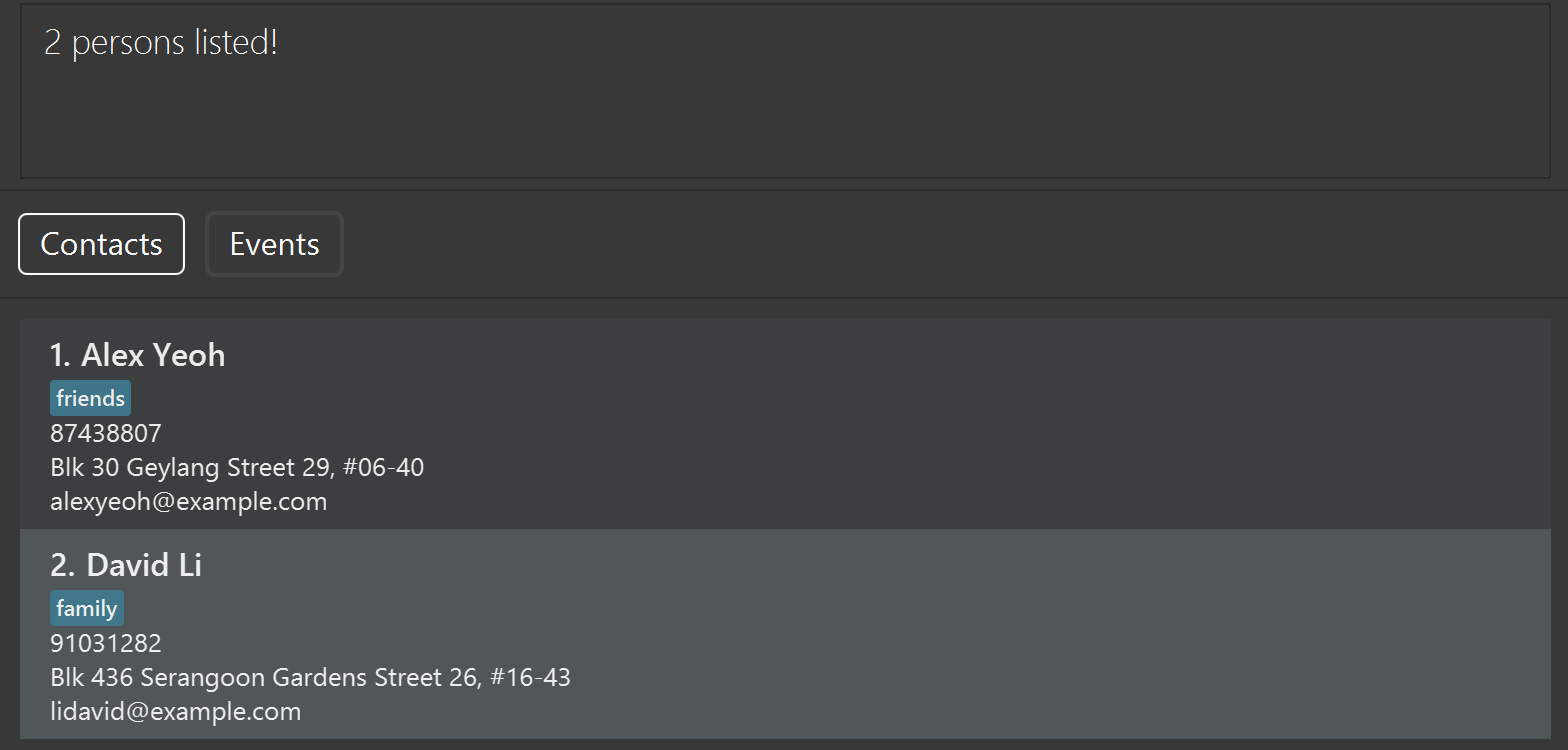 2 persons listed!
Contacts
Events
1. Alex Yeoh
friends
87438807
Blk 30 Geylang Street 29, #06-40
alexyeoh@example.com
2. David Li
family
91031282
Blk 436 Serangoon Gardens Street 26, #16-43
lidavid@example.com